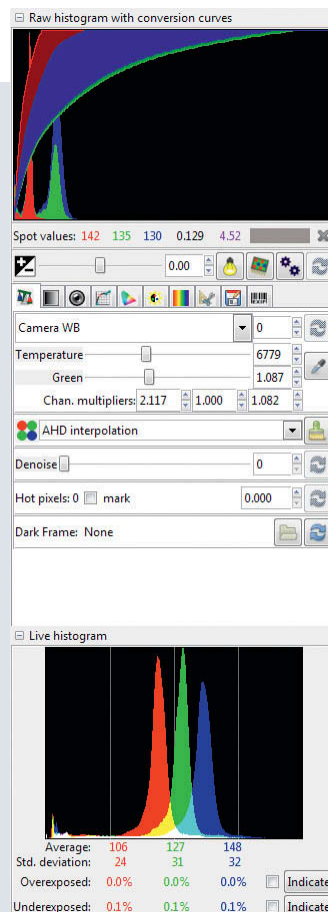 Raw histogram with conversion curves
Spot values: 142 135 130 0.129 4.52
0.00
Camera WB 0
Temperature 6779
Green 1.087
Chan. multipliers: 2.117 1.000 1.082
AHD interpolation
Denoise 0
Hot pixels: 0 mark 0.000
Dark Frame: None
Live histogram
Average: 106 127 148
Std. deviation: 24 31 32
Overexposed: 0.0% 0.0% 0.0% Indicate
Underexposed: 0.1% 0.1% 0.1% Indicate